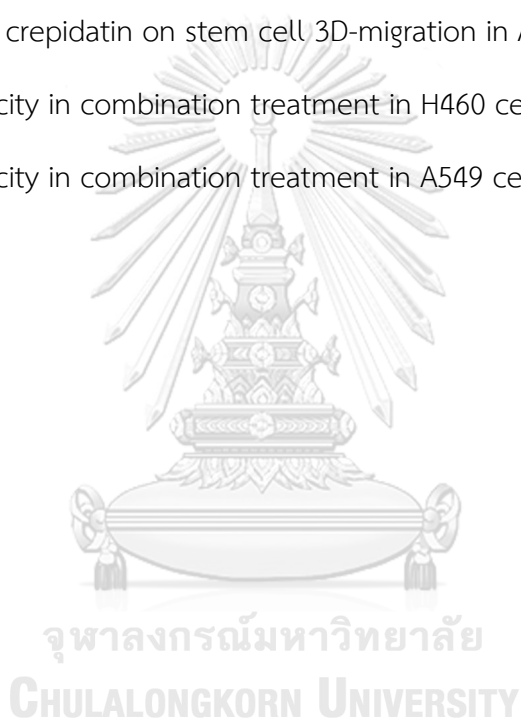 crepidatin on stem cell 3D-migration in A
city in combination treatment in H460 ce
city in combination treatment in A549 ce
จุฬาลงกรณ์มหาวิทยาลัย
CHULALONGKORN UNIVERSITY